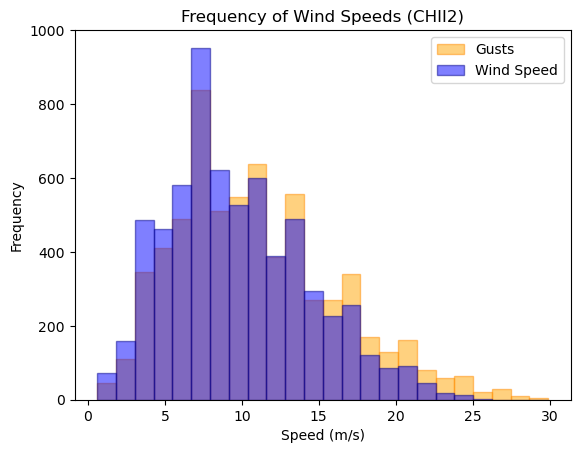 Frequency of Wind Speeds (CHII2)
Gusts
Wind Speed
Frequency
1000
800
600
400
200
0
0 5 10 15 20 25 30
Speed (m/s)